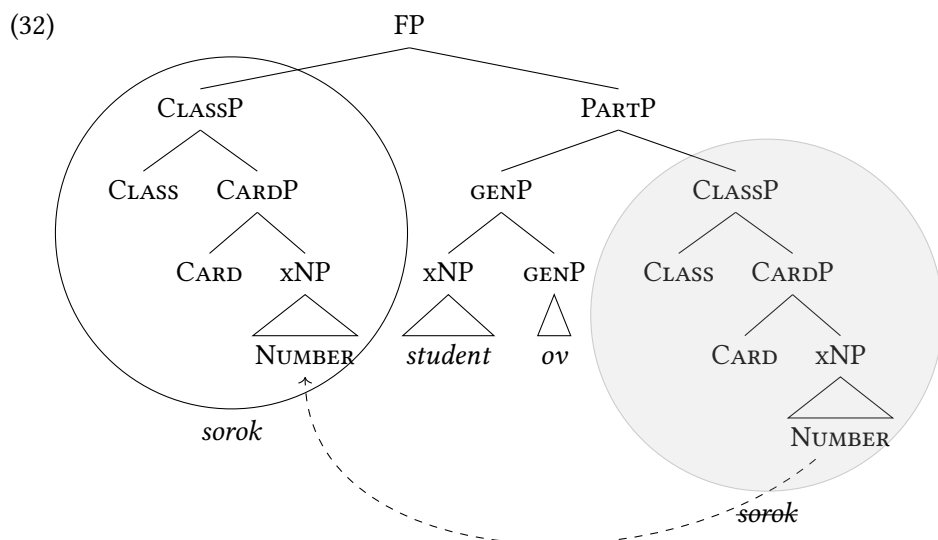 (32) FP
CLASSP PARTP
CLASS CARDP GENP CLASSP
CARD xNP xNP GENP CLASS CARDP
NUMBER student ov CARD xNP
sorok NUMBER
sorok